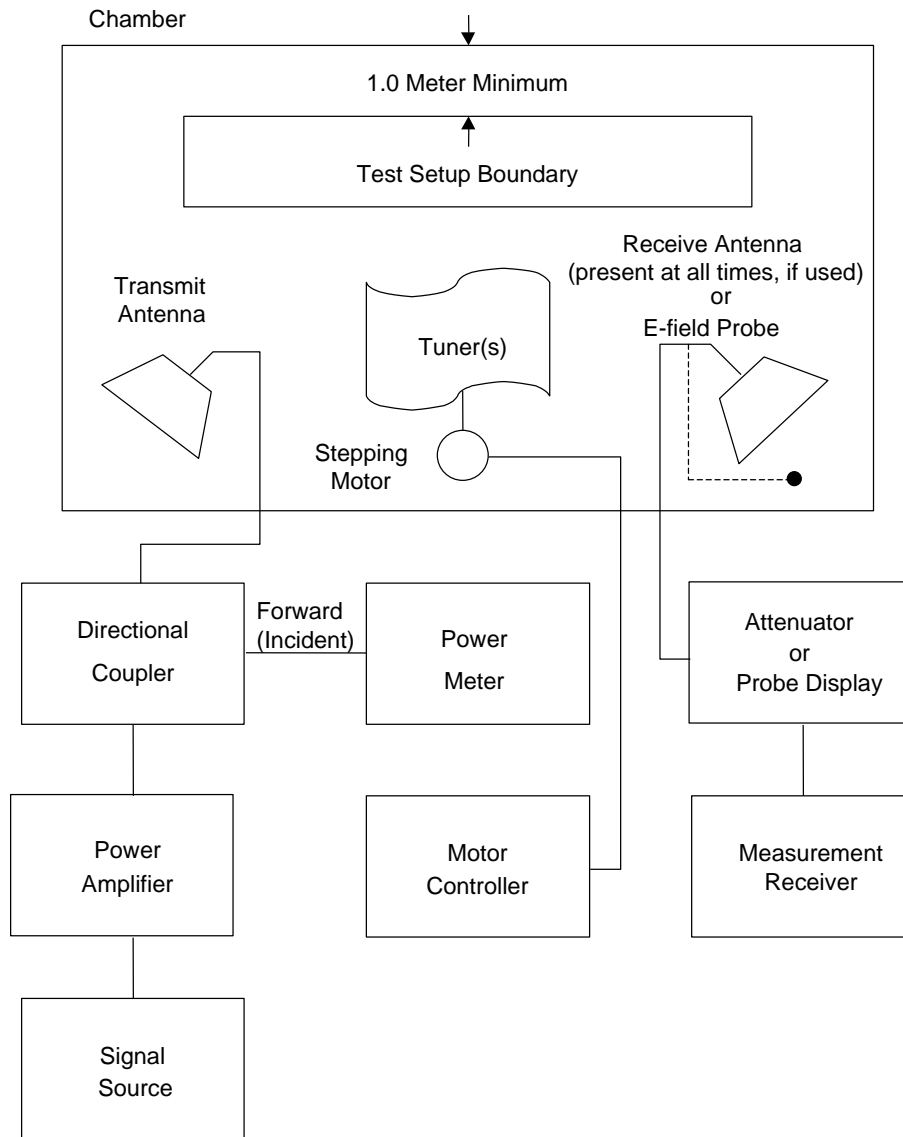 Chamber
1.0 Meter Minimum
Test Setup Boundary
Receive Antenna
(present at all times, if used)
or
E-field Probe
Transmit
Antenna
Tuner(s)
Stepping
Motor
Directional
Coupler
Forward
(Incident)
Power
Meter
Attenuator
or
Probe Display
Power
Amplifier
Motor
Controller
Measurement
Receiver
Signal
Source